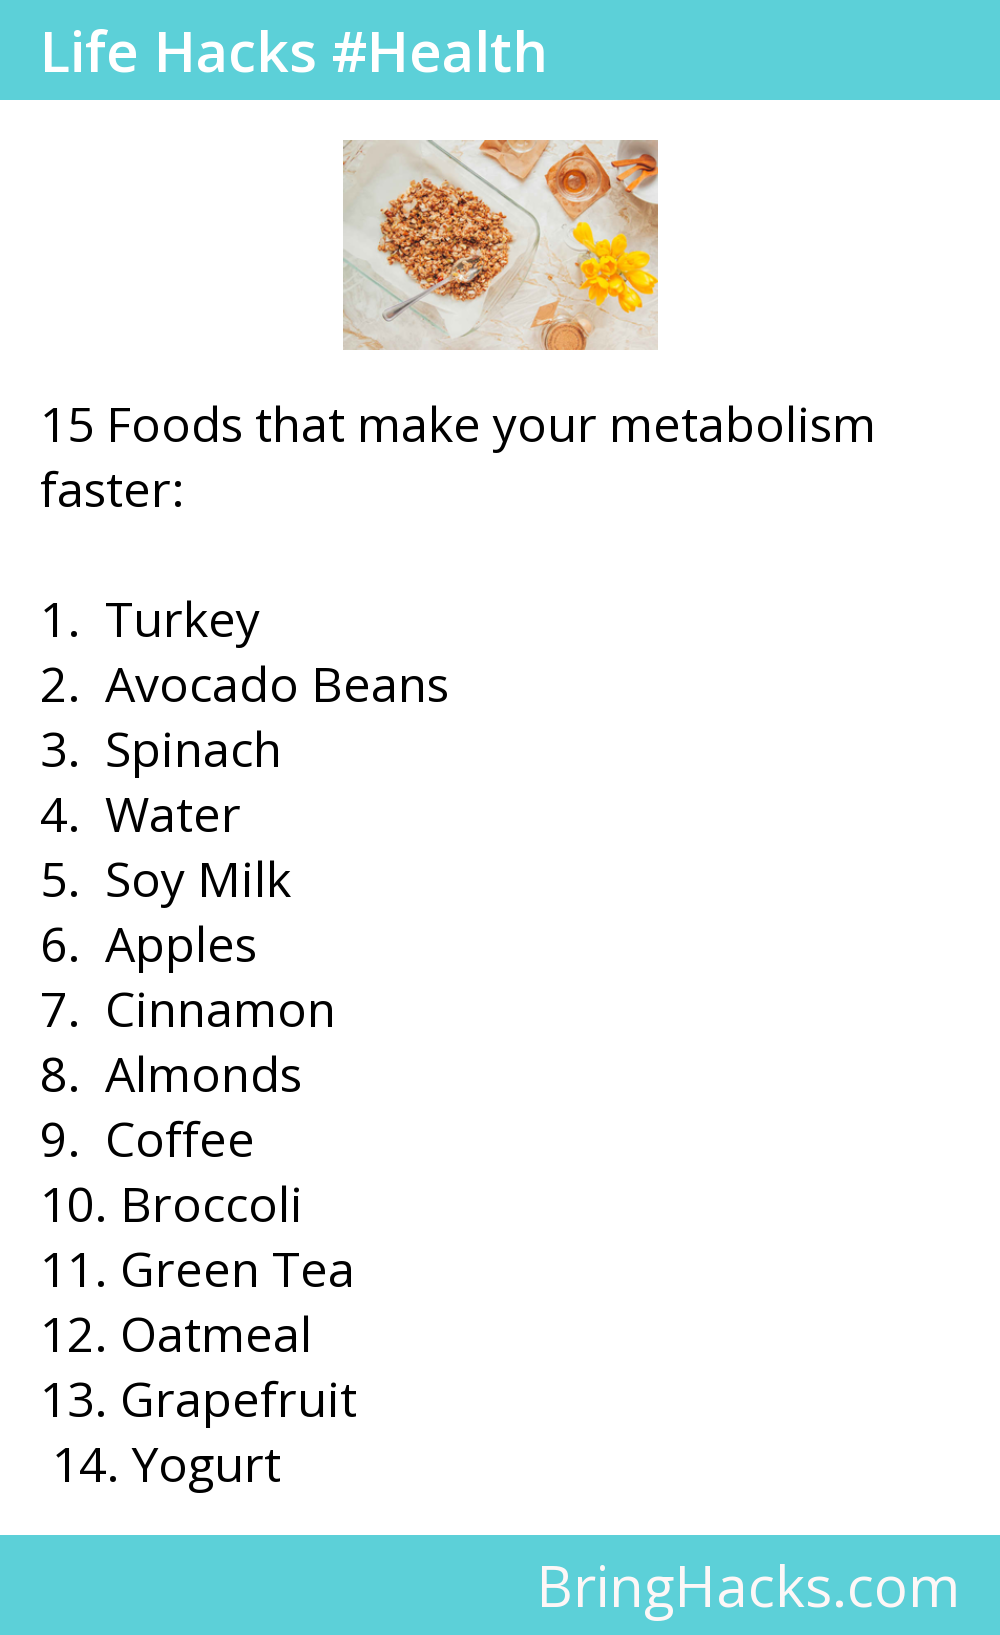 Life Hacks #Health
15 Foods that make your metabolism
faster:
1. Turkey
2. Avocado Beans
3. Spinach
4. Water
5. Soy Milk
6. Apples
7. Cinnamon
8. Almonds
9. Coffee
10. Broccoli
11. Green Tea
12. Oatmeal
13. Grapefruit
14. Yogurt
BringHacks.com